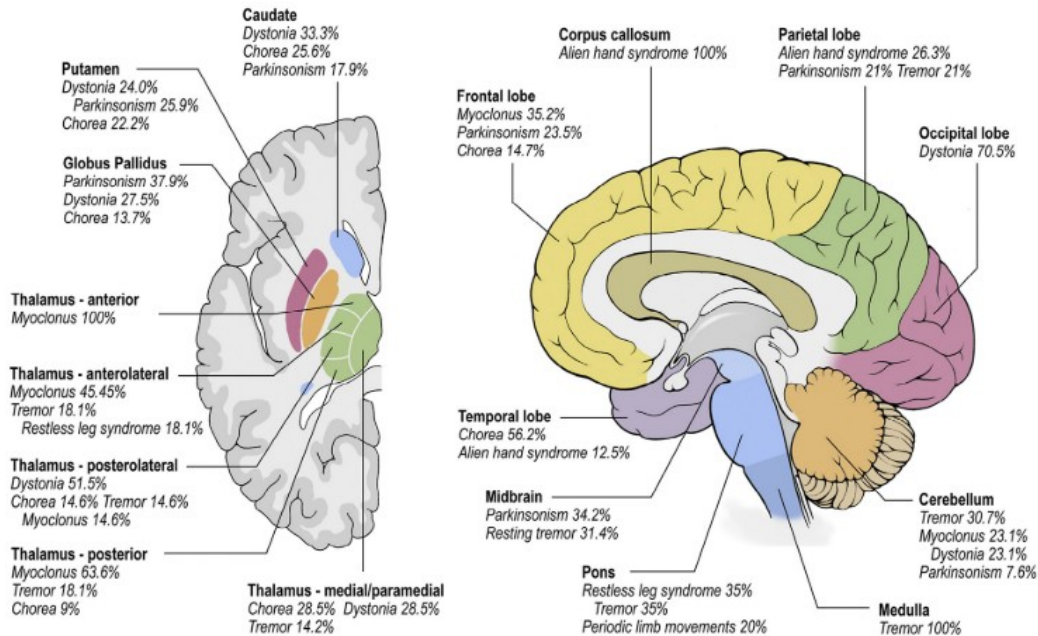 Caudate
Dystonia 33.3%
Chorea 25.6%
Parkinsonism 17.9%
Putamen
Dystonia 24.0%
Parkinsonism 25.9%
Chorea 22.2%
Globus Pallidus
Parkinsonism 37.9%
Dystonia 27.5%
Chorea 13.7%
Thalamus - anterior
Myoclonus 100%
Thalamus - anterolateral
Myoclonus 45.45%
Tremor 18.1%
Restless leg syndrome 18.1%
Thalamus - posterolateral
Dystonia 51.5%
Chorea 14.6% Tremor 14.6%
Myoclonus 14.6%
Thalamus - posterior
Myoclonus 63.6%
Tremor 18.1%
Chorea 9%
Thalamus - medial/paramedial
Chorea 28.5% Dystonia 28.5%
Tremor 14.2%
Corpus callosum
Alien hand syndrome 100%
Parietal lobe
Alien hand syndrome 26.3%
Parkinsonism 21% Tremor 21%
Frontal lobe
Myoclonus 35.2%
Parkinsonism 23.5%
Chorea 14.7%
Occipital lobe
Dystonia 70.5%
Temporal lobe
Chorea 56.2%
Alien hand syndrome 12.5%
Midbrain
Parkinsonism 34.2%
Resting tremor 31.4%
Pons
Restless leg syndrome 35%
Tremor 35%
Periodic limb movements 20%
Cerebellum
Tremor 30.7%
Myoclonus 23.1%
Dystonia 23.1%
Parkinsonism 7.6%
Medulla
Tremor 100%